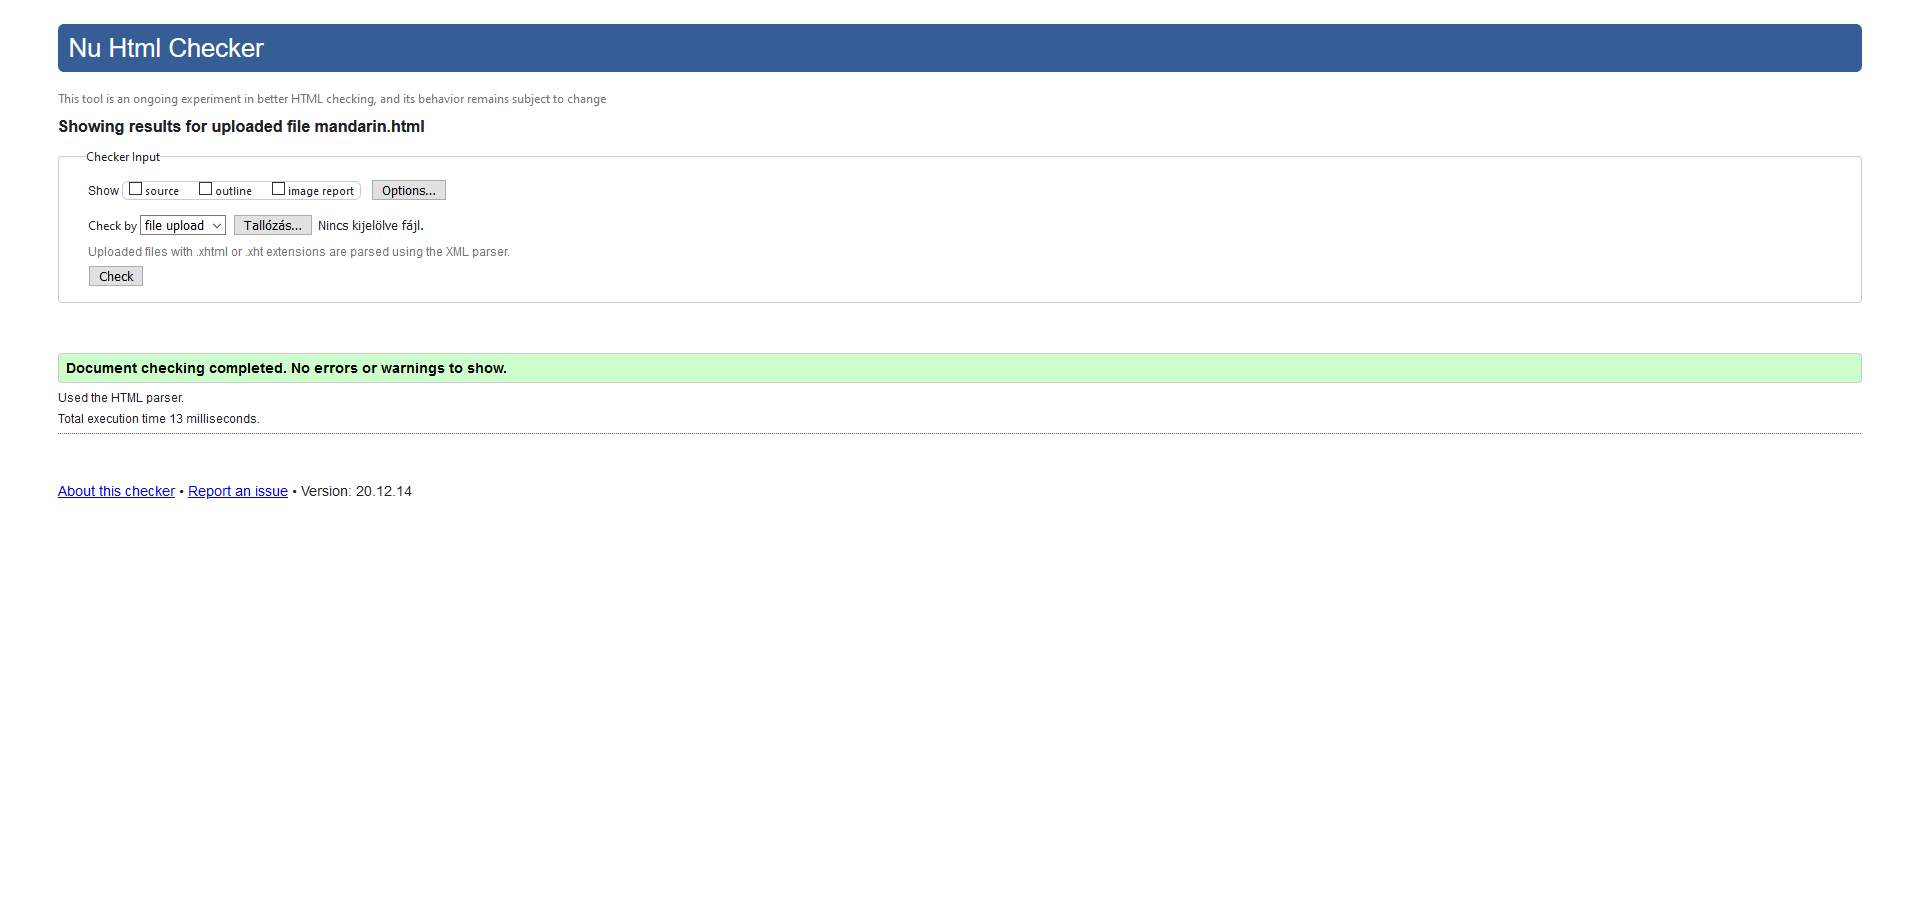 Nu Html Checker
This tool is an ongoing experiment in better HTML checking, and its behavior remains subject to change
Showing results for uploaded file mandarin.html
Checker Input
Show source outline image report Options...
Check by file upload Tallózás... Nincs kijelölve fájl.
Uploaded files with .xhtml or .xht extensions are parsed using the XML parser.
Check
Document checking completed. No errors or warnings to show.
Used the HTML parser.
Total execution time 13 milliseconds.
About this checker • Report an issue • Version: 20.12.14